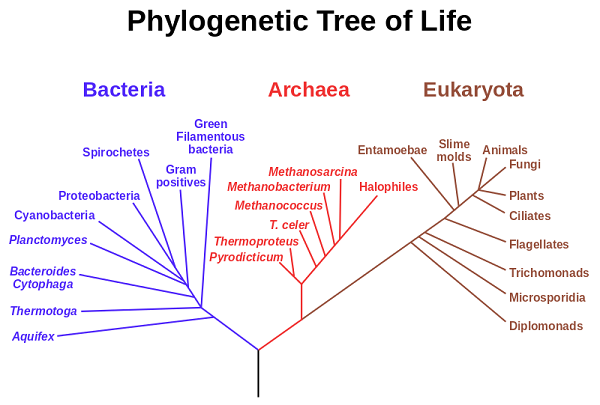 Phylogenetic Tree of Life
Bacteria
Archaea
Eukaryota
Green
Filamentous
bacteria
Spirochetes
Gram
positives
Proteobacteria
Cyanobacteria
Planctomyces
Bacteroides
Cytophaga
Thermotoga
Aquifex
Methanosarcina
Methanobacterium
Halophiles
Methanococcus
T. celer
Thermoproteus
Pyrodicticum
Entamoebae
Slime
molds
Animals
Fungi
Plants
Ciliates
Flagellates
Trichomonads
Microsporidia
Diplomonads